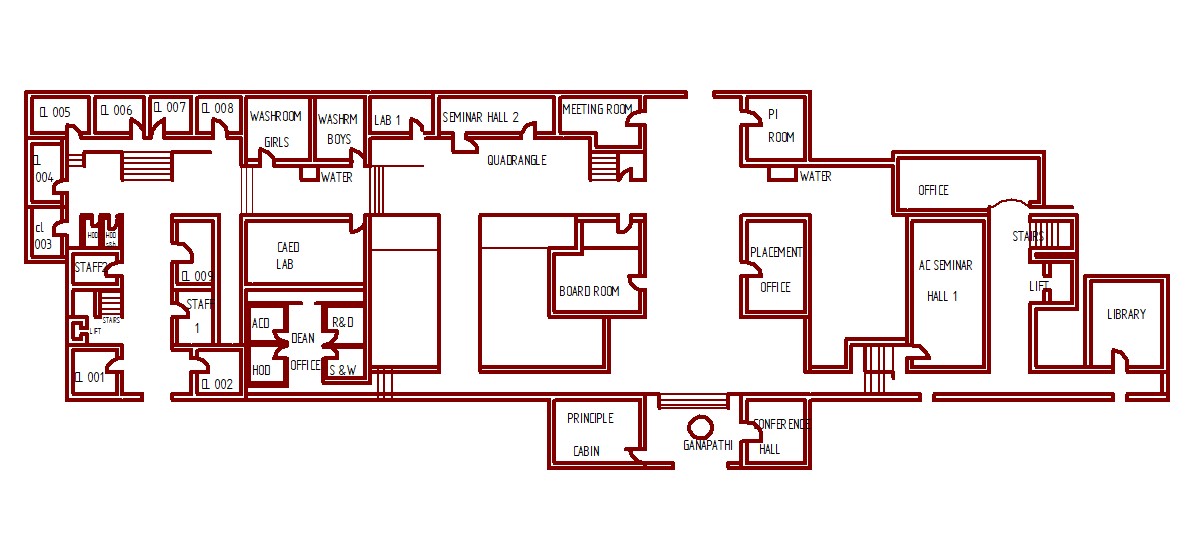 CL 005
CL 006
CL 007
CL 008
WASHROOM
GIRLS
WASHRM
BOYS
LAB 1
SEMINAR HALL 2
MEETING ROOM
PI
ROOM
CL
004
QUADRANGLE
WATER
WATER
OFFICE
cl
003
HOD
HOD
STAFF2
CL 009
CAED
LAB
PLACEMENT
OFFICE
STAIRS
AC SEMINAR
HALL 1
LIFT
BOARD ROOM
STAFF
1
STAIRS
LIFT
ACD
R&D
DEAN
OFFICE
HOD
S & W
LIBRARY
CL 001
CL 002
PRINCIPLE
CABIN
GANAPATHI
CONFERENCE
HALL